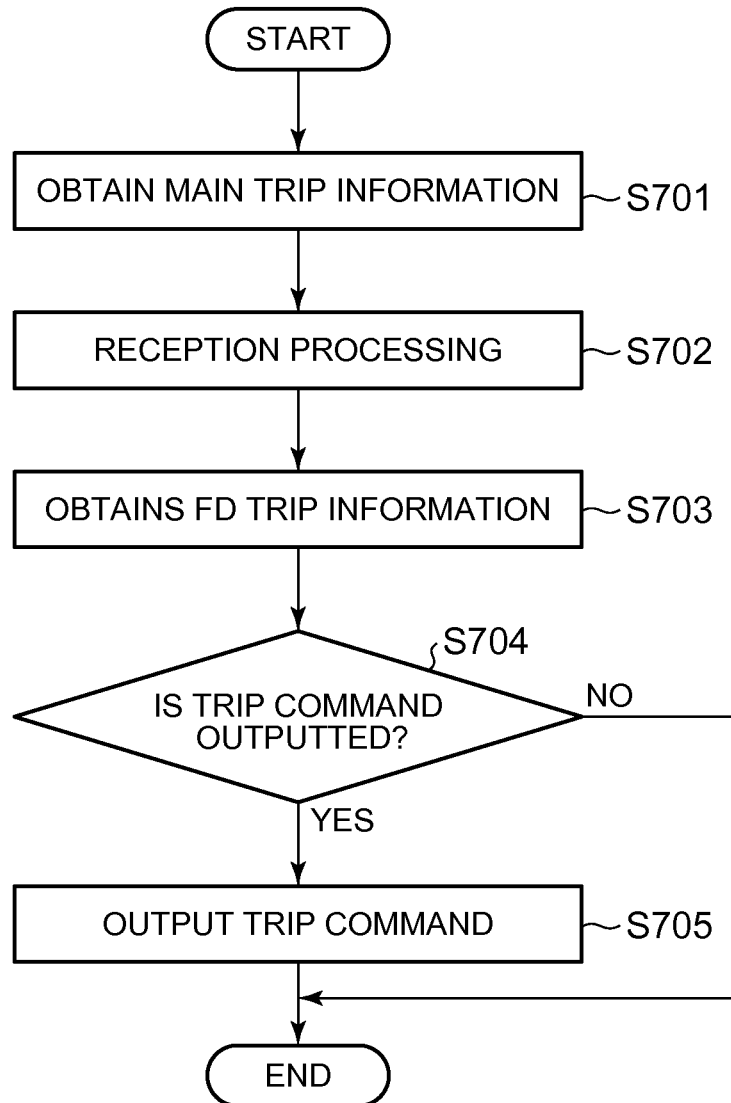 START
OBTAIN MAIN TRIP INFORMATION
S701
RECEPTION PROCESSING
S702
OBTAINS FD TRIP INFORMATION
S703
S704
IS TRIP COMMAND
OUTPUTTED?
NO
YES
OUTPUT TRIP COMMAND
S705
END